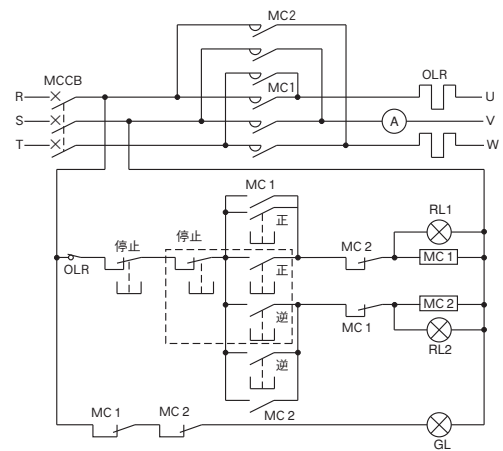 MC2
MCCB
OLR
R
MC1
U
S
A
V
T
W
MC 1
正
RL1
停止
停止
正
MC 2
MC 1
OLR
逆
MC 1
MC 2
RL2
逆
MC 1
MC 2
MC 2
GL